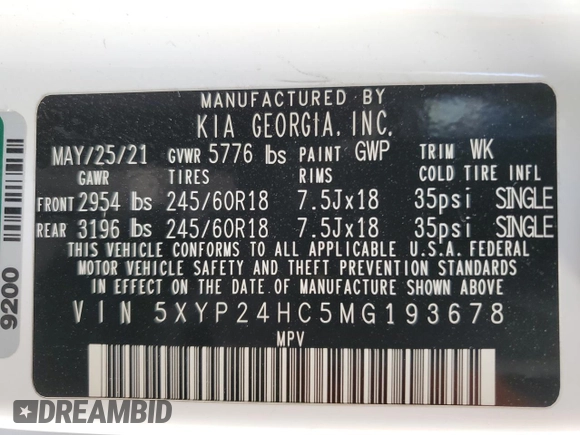 MANUFACTURED BY
KIA GEORGIA, INC.
MAY/25/21 GVWR 5776 lbs PAINT GWP TRIM WK
GAWR TIRES RIMS COLD TIRE INFL
FRONT 2954 lbs 245/60R18 7.5Jx18 35psi SINGLE
REAR 3196 lbs 245/60R18 7.5Jx18 35psi SINGLE
THIS VEHICLE CONFORMS TO ALL APPLICABLE U.S.A. FEDERAL
MOTOR VEHICLE SAFETY AND THEFT PREVENTION STANDARDS
IN EFFECT ON THE DATE OF MANUFACTURE SHOWN ABOVE
VIN 5XYP24HC5MG193678
MPV
9200
DREAMBID